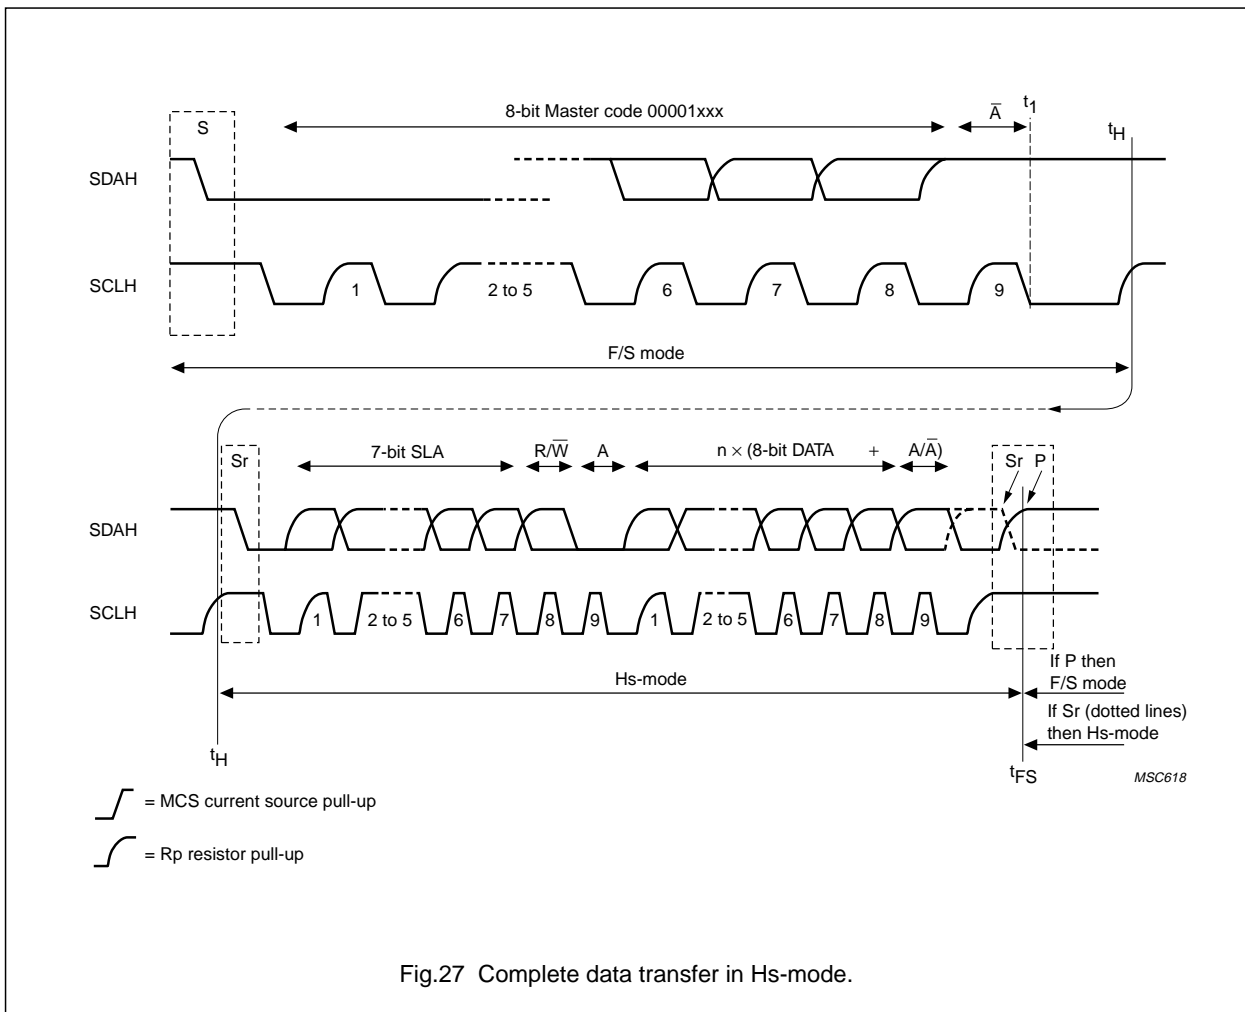 8-bit Master code 00001xxx
A̅
t1
S
tH
SDAH
SCLH
1
2 to 5
6
7
8
9
F/S mode
Sr
7-bit SLA
R/W̅
A
n × (8-bit DATA +
A/A̅)
Sr P
SDAH
SCLH
1
2 to 5
6
7
8
9
1
2 to 5
6
7
8
9
If P then
F/S mode
Hs-mode
If Sr (dotted lines)
then Hs-mode
tH
tFS
MSC618
= MCS current source pull-up
= Rp resistor pull-up
Fig.27 Complete data transfer in Hs-mode.